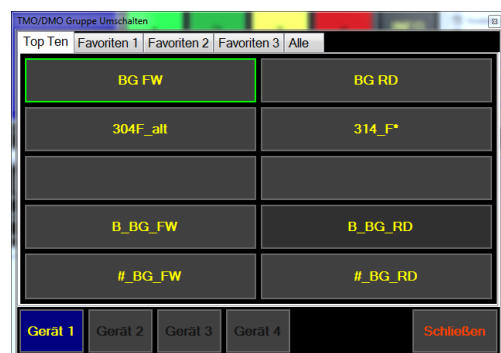 TMO/DMO Gruppe Umschalten
Top Ten Favoriten 1 Favoriten 2 Favoriten 3 Alle
BG FW BG RD
304F_alt 314_F*
B_BG_FW B_BG_RD
#_BG_FW #_BG_RD
Gerät 1 Gerät 2 Gerät 3 Gerät 4 Schließen